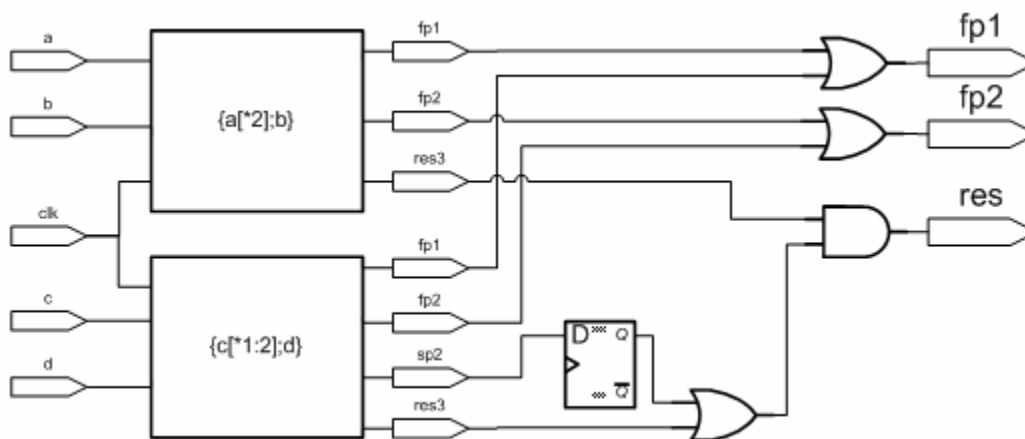 a
b
clk
c
d
{a[*2];b}
{c[*1:2];d}
fp1
fp2
res3
fp1
fp2
sp2
res3
D
Q
Q
fp1
fp2
res